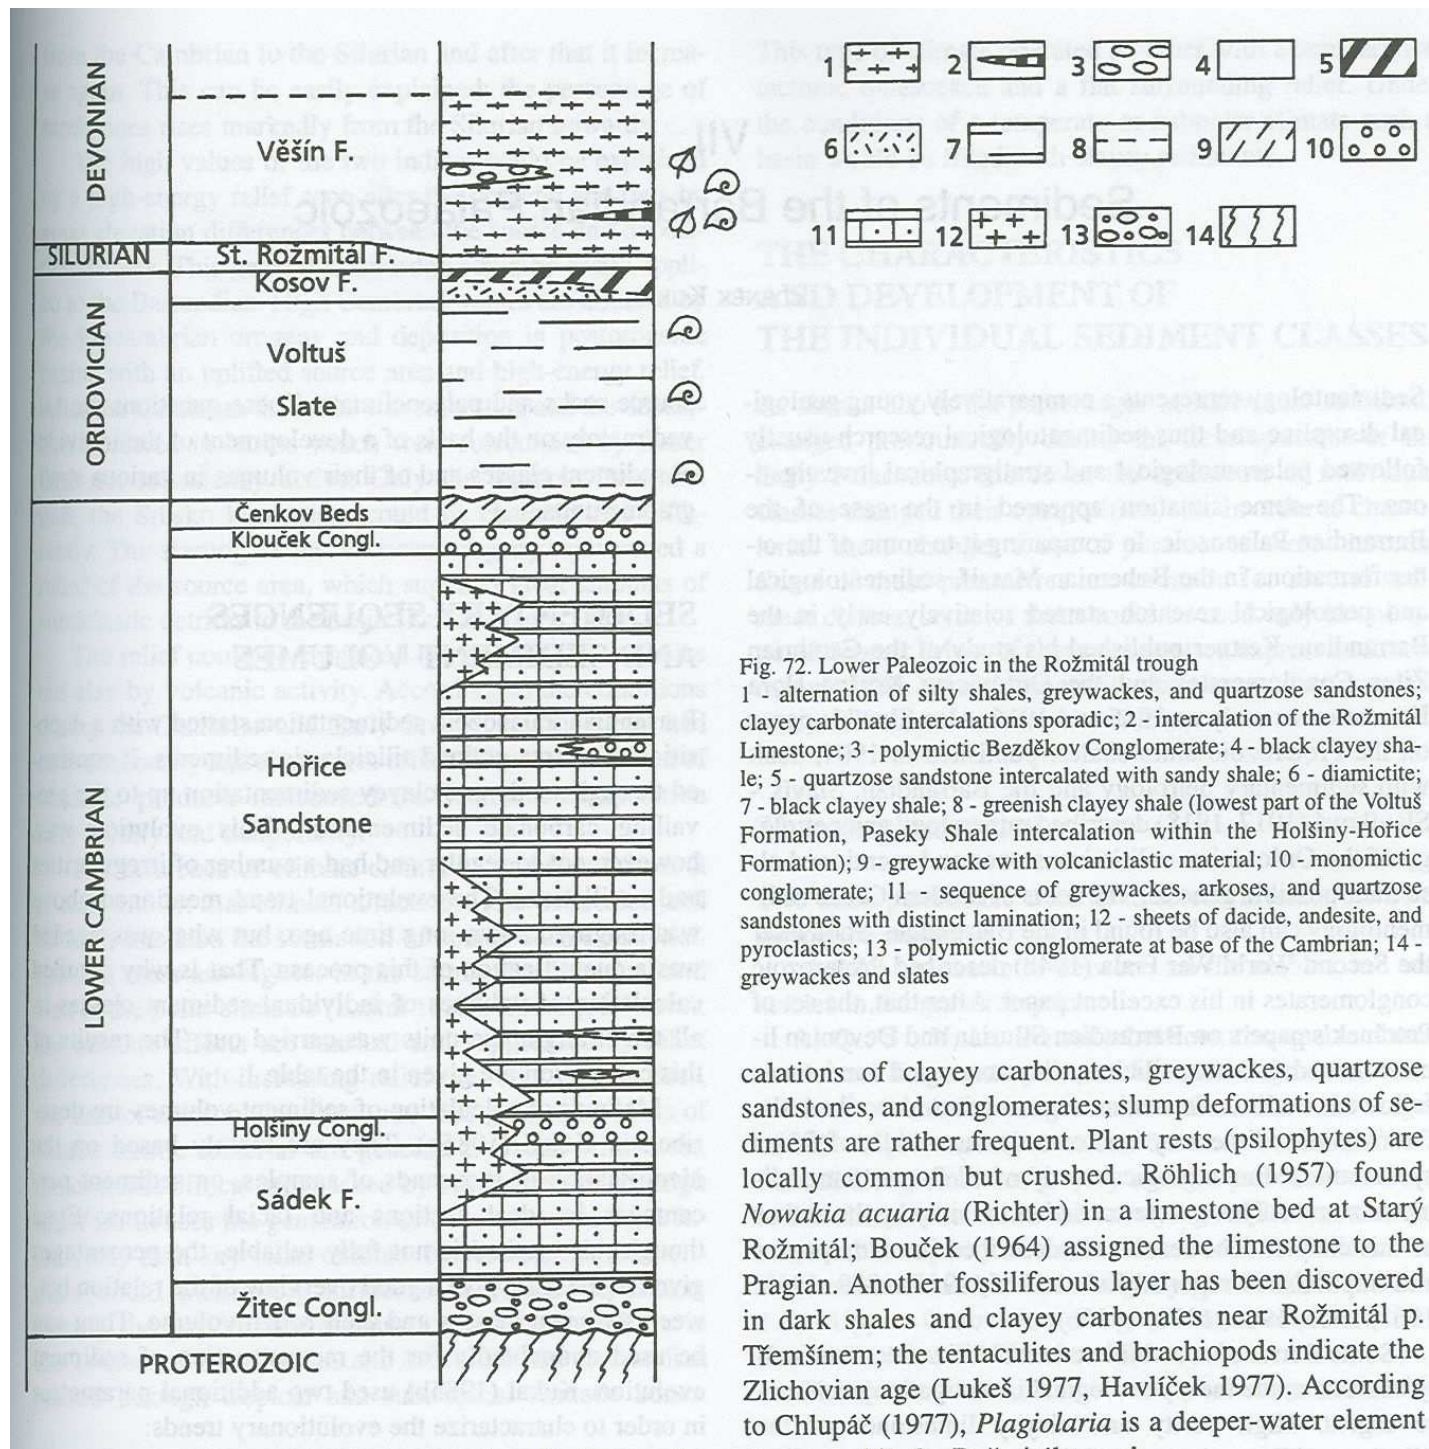 DEVONIAN
Věšín F.
SILURIAN
St. Rožmitál F.
Kosov F.
ORDOVICIAN
Voltuš
Slate
Čenkov Beds
Klouček Congl.
LOWER CAMBRIAN
Hořice
Sandstone
Holšiny Congl.
Sádek F.
Žitec Congl.
PROTEROZOIC
1 2 3 4 5
6 7 8 9 10
11 12 13 14
Fig. 72. Lower Paleozoic in the Rožmitál trough
1 - alternation of silty shales, greywackes, and quartzose sandstones;
clayey carbonate intercalations sporadic; 2 - intercalation of the Rožmitál
Limestone; 3 - polymictic Bezděkov Conglomerate; 4 - black clayey sha-
le; 5 - quartzose sandstone intercalated with sandy shale; 6 - diamictite;
7 - black clayey shale; 8 - greenish clayey shale (lowest part of the Voltuš
Formation, Paseky Shale intercalation within the Holšiny-Hořice
Formation); 9 - greywacke with volcaniclastic material; 10 - monomictic
conglomerate; 11 - sequence of greywackes, arkoses, and quartzose
sandstones with distinct lamination; 12 - sheets of dacide, andesite, and
pyroclasts; 13 - polymictic conglomerate at base of the Cambrian; 14 -
greywackes and slates
calations of clayey carbonates, greywackes, quartzose
sandstones, and conglomerates; slump deformations of se-
diments are rather frequent. Plant rests (psilophytes) are
locally common but crushed. Röhlich (1957) found
Nowakia acuaria (Richter) in a limestone bed at Starý
Rožmitál; Bouček (1964) assigned the limestone to the
Pragian. Another fossiliferous layer has been discovered
in dark shales and clayey carbonates near Rožmitál p.
Třemšínem; the tentaculites and brachiopods indicate the
Zlichovian age (Lukeš 1977, Havlíček 1977). According
to Chlupáč (1977), Plagiolaria is a deeper-water element